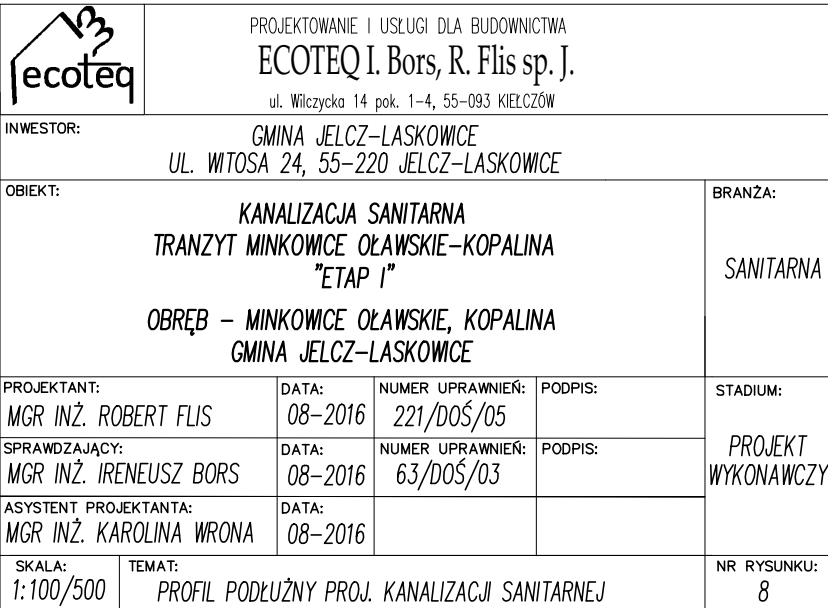 ecoteq
PROJEKTOWANIE I USŁUGI DLA BUDOWNICTWA
ECOTEQ I. Bors, R. Flis sp. J.
ul. Wilczycka 14 pok. 1-4, 55-093 KIEŁCZÓW
INWESTOR:
GMINA JELCZ-LASKOWICE
UL. WITOSA 24, 55-220 JELCZ-LASKOWICE
OBIEKT:
KANALIZACJA SANITARNA
TRANZYT MINKOWICE OŁAWSKIE-KOPALINA
"ETAP I"
OBRĘB - MINKOWICE OŁAWSKIE, KOPALINA
GMINA JELCZ-LASKOWICE
BRANŻA:
SANITARNA
PROJEKTANT:
MGR INŻ. ROBERT FLIS
DATA:
08-2016
NUMER UPRAWNIEŃ:
221/DOŚ/05
PODPIS:
STADIUM:
PROJEKT
WYKONAWCZY
SPRAWDZAJĄCY:
MGR INŻ. IRENEUSZ BORS
DATA:
08-2016
NUMER UPRAWNIEŃ:
63/DOŚ/03
PODPIS:
ASYSTENT PROJEKTANTA:
MGR INŻ. KAROLINA WRONA
DATA:
08-2016
SKALA:
1:100/500
TEMAT:
PROFIL PODŁUŻNY PROJ. KANALIZACJI SANITARNEJ
NR RYSUNKU:
8